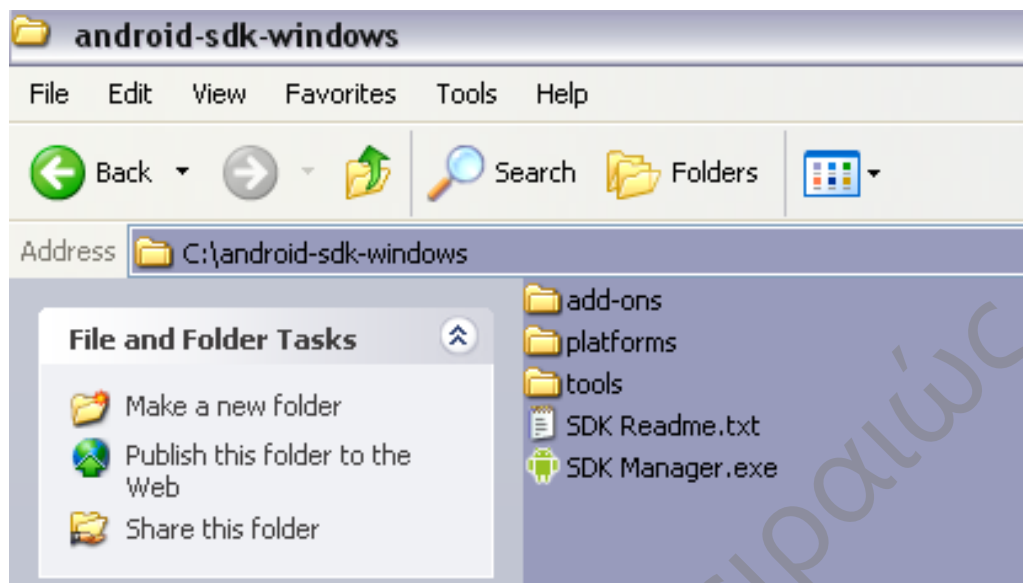 android-sdk-windows
File Edit View Favorites Tools Help
Back Search Folders
Address C:\android-sdk-windows
File and Folder Tasks
Make a new folder
Publish this folder to the
Web
Share this folder
add-ons
platforms
tools
SDK Readme.txt
SDK Manager.exe